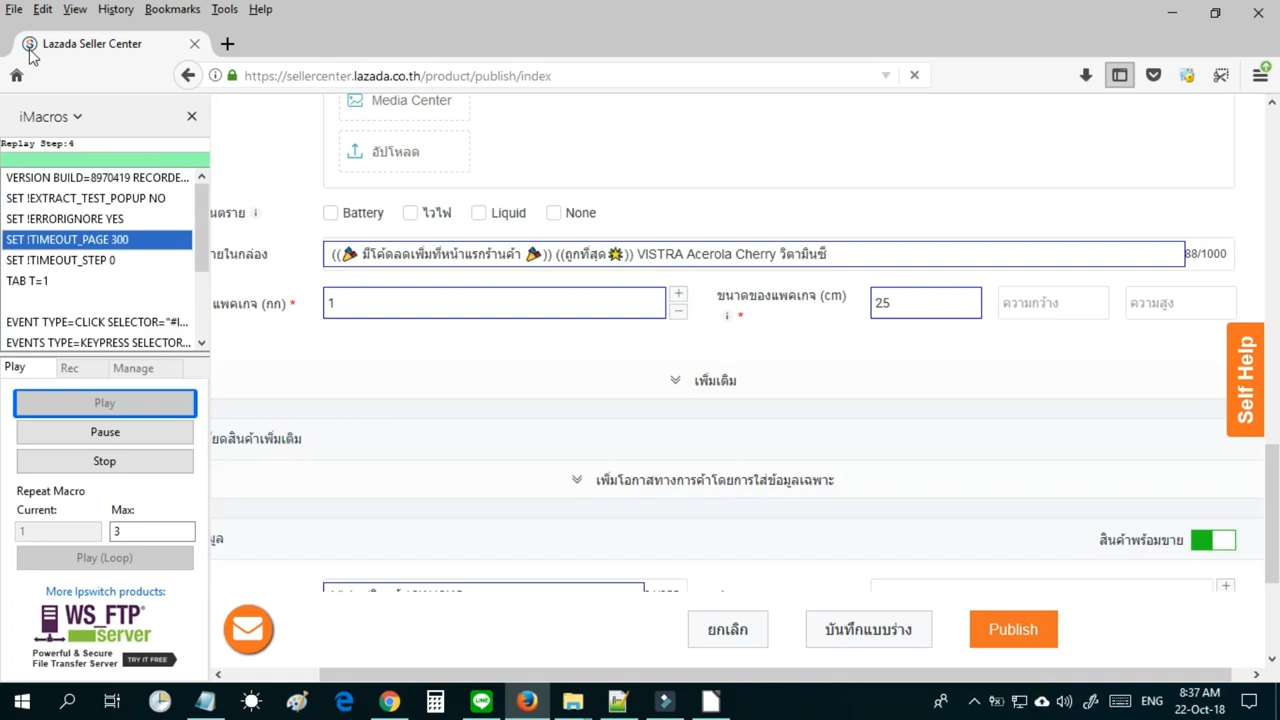 File Edit View History Bookmarks Tools Help
Lazada Seller Center
https://sellercenter.lazada.co.th/product/publish/index
iMacros
Replay Step:4
VERSION BUILD=8970419 RECORDE...
SET !EXTRACT_TEST_POPUP NO
SET !ERRORIGNORE YES
SET !TIMEOUT_PAGE 300
SET !TIMEOUT_STEP 0
TAB T=1
EVENT TYPE=CLICK SELECTOR="#I...
EVENTS TYPE=KEYPRESS SELECTOR...
Play Rec Manage
Play
Pause
Stop
Repeat Macro
Current: Max:
1 3
Play (Loop)
More Ipswitch products:
WS_FTP®
server
Powerful & Secure
File Transfer Server TRY IT FREE
Media Center
อัปโหลด
นตราย Battery ไวไฟ Liquid None
ายในกล่อง ((🎉 มีโค้ดลดเพิ่มที่หน้าแรกร้านค้า 🎉)) ((ถูกที่สุด🌟)) VISTRA Acerola Cherry วิตามินซี 88/1000
แพคเกจ (กก) * 1 ขนาดของแพคเกจ (cm) * 25 ความกว้าง ความสูง
เพิ่มเติม
ยดสินค้าเพิ่มเติม
เพิ่มโอกาสทางการค้าโดยการใส่ข้อมูลเฉพาะ
มูล สินค้าพร้อมขาย
ยกเลิก บันทึกแบบร่าง Publish
Self Help
ENG
8:37 AM
22-Oct-18